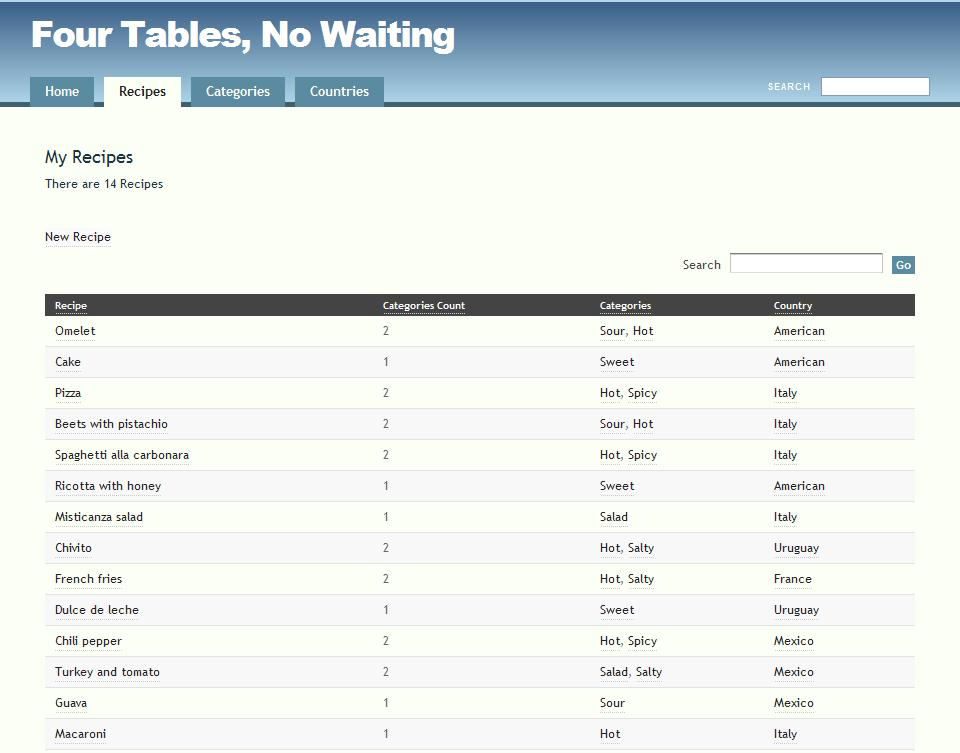 Four Tables, No Waiting
Home Recipes Categories Countries SEARCH
My Recipes
There are 14 Recipes
New Recipe
Search Go
Recipe Categories Count Categories Country
Omelet 2 Sour, Hot American
Cake 1 Sweet American
Pizza 2 Hot, Spicy Italy
Beets with pistachio 2 Sour, Hot Italy
Spaghetti alla carbonara 2 Hot, Spicy Italy
Ricotta with honey 1 Sweet American
Misticanza salad 1 Salad Italy
Chivito 2 Hot, Salty Uruguay
French fries 2 Hot, Salty France
Dulce de leche 1 Sweet Uruguay
Chili pepper 2 Hot, Spicy Mexico
Turkey and tomato 2 Salad, Salty Mexico
Guava 1 Sour Mexico
Macaroni 1 Hot Italy